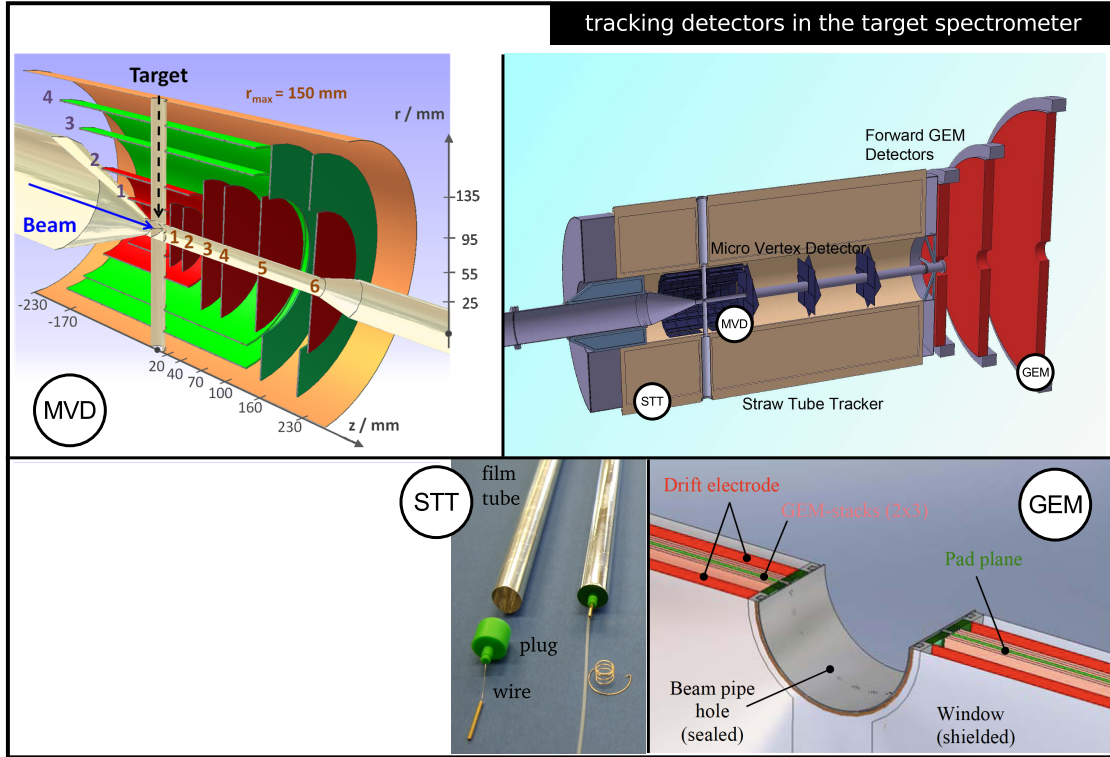 tracking detectors in the target spectrometer
Target
r_max = 150 mm
r / mm
4
3
2
1
Beam
1
2
3
4
5
6
135
95
55
25
-230
-170
20
40
70
100
160
230
z / mm
MVD
Forward GEM
Detectors
Micro Vertex Detector
MVD
STT
Straw Tube Tracker
GEM
STT
film
tube
plug
wire
Drift electrode
GEM-stacks (2x3)
GEM
Pad plane
Beam pipe
hole
(sealed)
Window
(shielded)